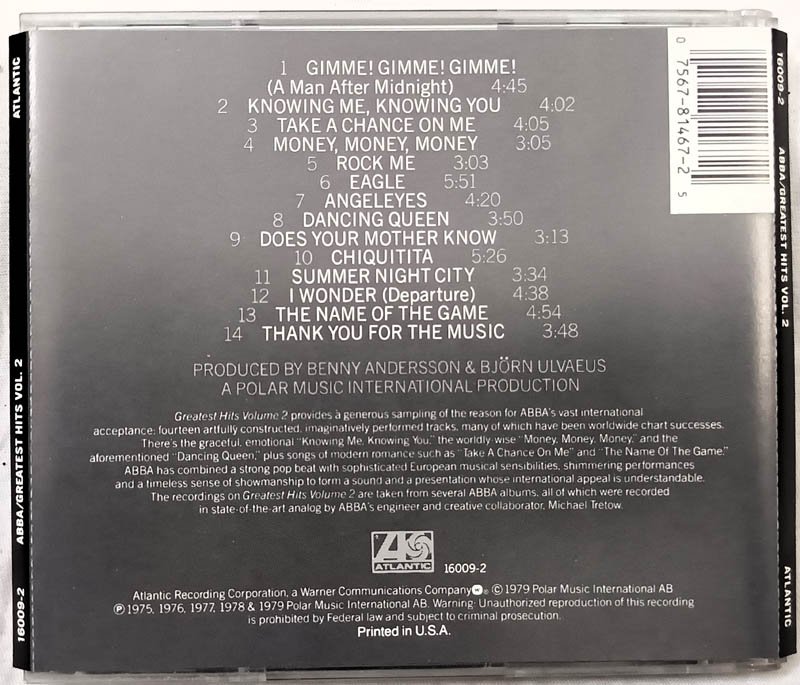 1 GIMME! GIMME! GIMME!
(A Man After Midnight) 4:45
2 KNOWING ME, KNOWING YOU 4:02
3 TAKE A CHANCE ON ME 4:05
4 MONEY, MONEY, MONEY 3:05
5 ROCK ME 3:03
6 EAGLE 5:51
7 ANGELEYES 4:20
8 DANCING QUEEN 3:50
9 DOES YOUR MOTHER KNOW 3:13
10 CHIQUITITA 5:26
11 SUMMER NIGHT CITY 3:34
12 I WONDER (Departure) 4:38
13 THE NAME OF THE GAME 4:54
14 THANK YOU FOR THE MUSIC 3:48
PRODUCED BY BENNY ANDERSSON & BJÖRN ULVAEUS
A POLAR MUSIC INTERNATIONAL PRODUCTION
Greatest Hits Volume 2 provides a generous sampling of the reason for ABBA's vast international
acceptance: fourteen artfully constructed, imaginatively performed tracks, many of which have been worldwide chart successes.
There's the graceful, emotional "Knowing Me, Knowing You," the worldly-wise "Money, Money, Money," and the
aforementioned "Dancing Queen," plus songs of modern romance such as "Take A Chance On Me" and "The Name Of The Game."
ABBA has combined a strong pop beat with sophisticated European musical sensibilities, shimmering performances
and a timeless sense of showmanship to form a sound and a presentation whose international appeal is understandable.
The recordings on Greatest Hits Volume 2 are taken from several ABBA albums, all of which were recorded
in state-of-the-art analog by ABBA's engineer and creative collaborator, Michael Tretow.
ATLANTIC
16009-2
Atlantic Recording Corporation, a Warner Communications Company. © 1979 Polar Music International AB
℗ 1975, 1976, 1977, 1978 & 1979 Polar Music International AB. Warning: Unauthorized reproduction of this recording
is prohibited by Federal law and subject to criminal prosecution.
Printed in U.S.A.
0 7567-81467-2 5
ATLANTIC
ABBA/GREATEST HITS VOL. 2
16009-2
16009-2
ABBA/GREATEST HITS VOL. 2
ATLANTIC